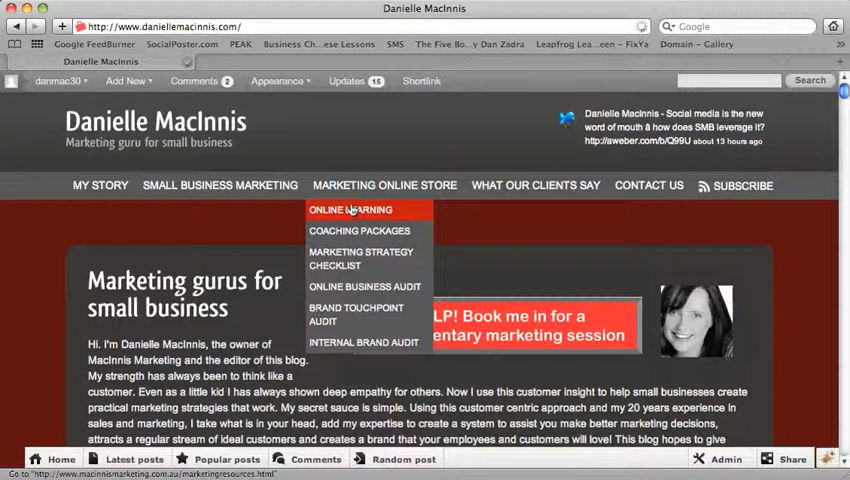 Danielle MacInnis
http://www.daniellemacinnis.com/
Google
Google FeedBurner SocialPoster.com PEAK Business Ch...ese Lessons SMS The Five Bo...y Dan Zadra Leapfrog Lea...een - FixYa Domain - Gallery
Danielle MacInnis
danmac30 Add New Comments 2 Appearance Updates 15 Shortlink Search
Danielle MacInnis
Marketing guru for small business
Danielle MacInnis - Social media is the new
word of mouth â how does SMB leverage it?
http://aweber.com/b/Q99U about 13 hours ago
MY STORY SMALL BUSINESS MARKETING MARKETING ONLINE STORE WHAT OUR CLIENTS SAY CONTACT US SUBSCRIBE
ONLINE LEARNING
COACHING PACKAGES
MARKETING STRATEGY
CHECKLIST
ONLINE BUSINESS AUDIT
BRAND TOUCHPOINT
AUDIT
INTERNAL BRAND AUDIT
Marketing gurus for
small business
LP! Book me in for a
entary marketing session
Hi. I'm Danielle MacInnis, the owner of
MacInnis Marketing and the editor of this blog.
My strength has always been to think like a
customer. Even as a little kid I has always shown deep empathy for others. Now I use this customer insight to help small businesses create
practical marketing strategies that work. My secret sauce is simple. Using this customer centric approach and my 20 years experience in
sales and marketing, I take what is in your head, add my expertise to create a system to assist you make better marketing decisions,
attracts a regular stream of ideal customers and creates a brand that your employees and customers will love! This blog hopes to give
Home Latest posts Popular posts Comments Random post Admin Share
Go to "http://www.macinnismarketing.com.au/marketingresources.html"